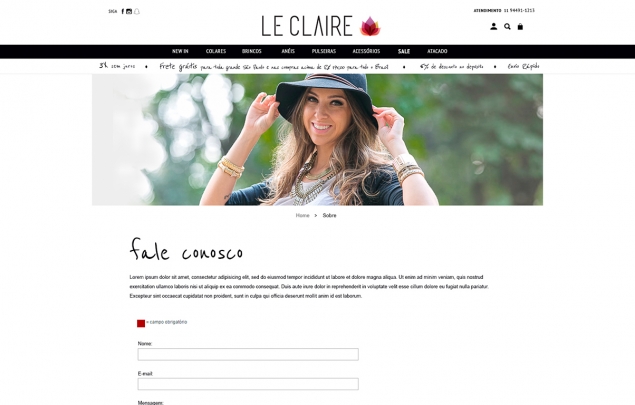 SIGA
ATENDIMENTO 11 94491-1213
LE CLAIRE
NEW IN COLARES BRINCOS ANÉIS PULSEIRAS ACESSÓRIOS SALE ATACADO
com juros Frete grátis para toda grande são Paulo e nas compras acima de para todo o Brasil 5% de desconto no depósito Envio Rápido
Home > Sobre
fale conosco
Lorem ipsum dolor sit amet, consectetur adipisicing elit, sed do eiusmod tempor incididunt ut labore et dolore magna aliqua. Ut enim ad minim veniam, quis nostrud
exercitation ullamco laboris nisi ut aliquip ex ea commodo consequat. Duis aute irure dolor in reprehenderit in voluptate velit esse cillum dolore eu fugiat nulla pariatur.
Excepteur sint occaecat cupidatat non proident, sunt in culpa qui officia deserunt mollit anim id est laborum.
= campo obrigatório
Nome:
E-mail:
Mensagem: